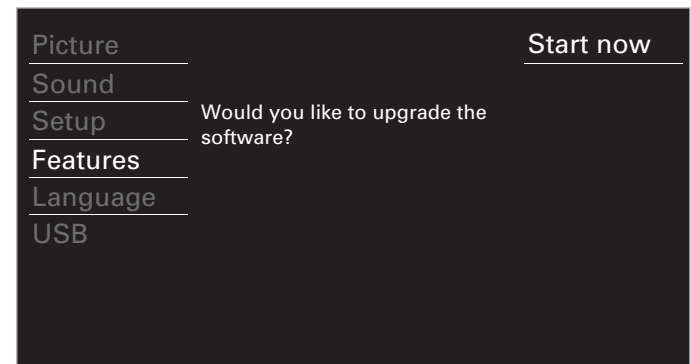 Picture
Sound
Setup
Features
Language
USB
Would you like to upgrade the
software?
Start now